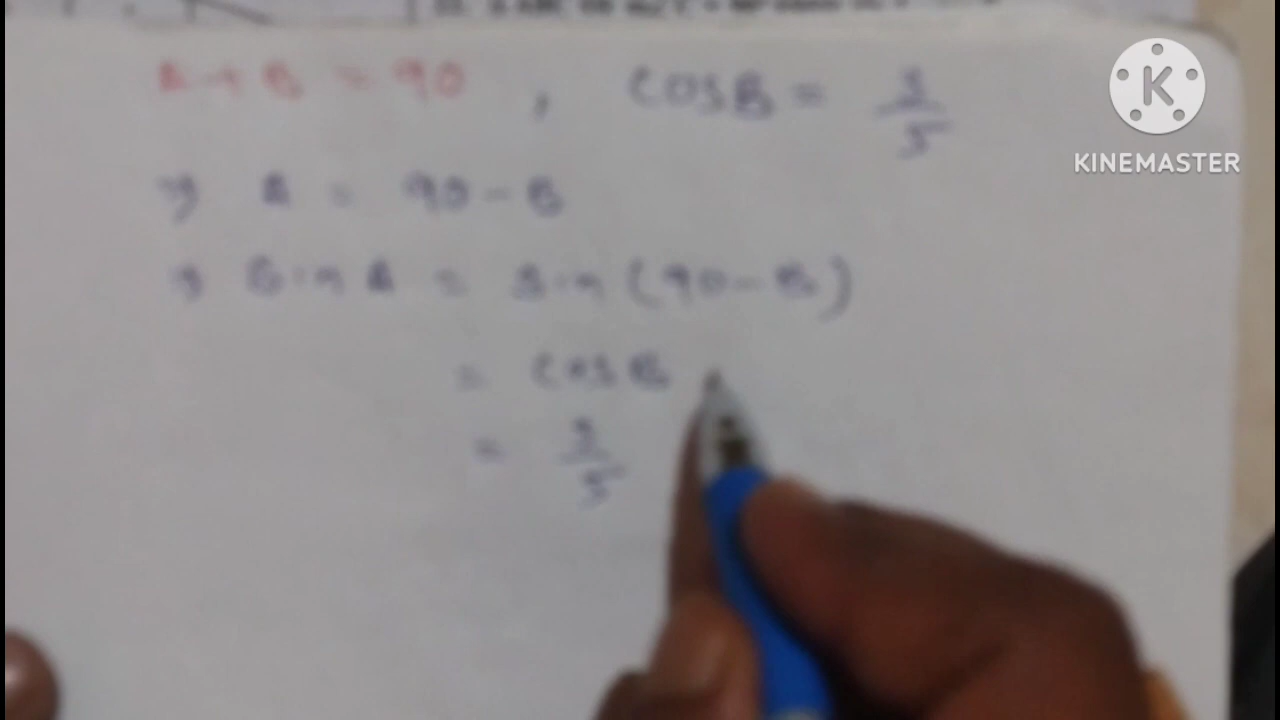 A + B = 90 , cos B = 3/5
⇒ A = 90 - B
⇒ Sin A = Sin (90 - B)
= cos B
= 3/5
KINEMASTER